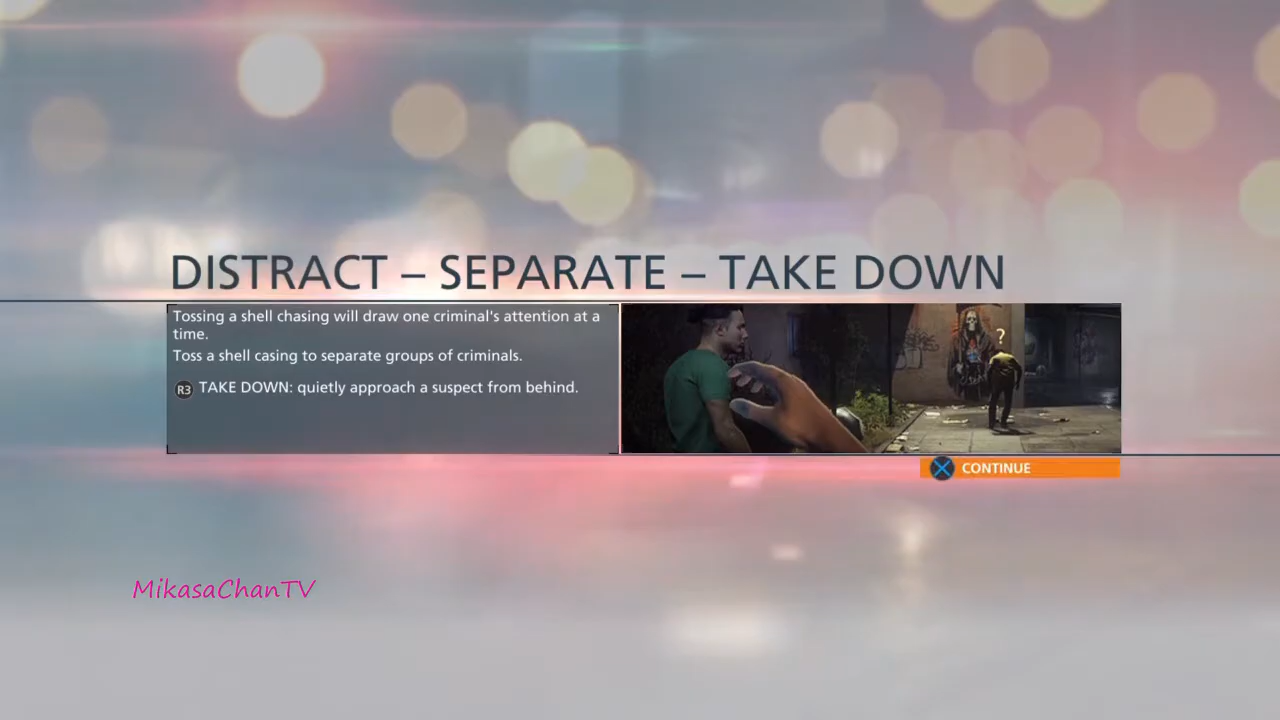 DISTRACT – SEPARATE – TAKE DOWN
Tossing a shell chasing will draw one criminal's attention at a
time.
Toss a shell casing to separate groups of criminals.
R3 TAKE DOWN: quietly approach a suspect from behind.
?
CONTINUE
MikasaChanTV